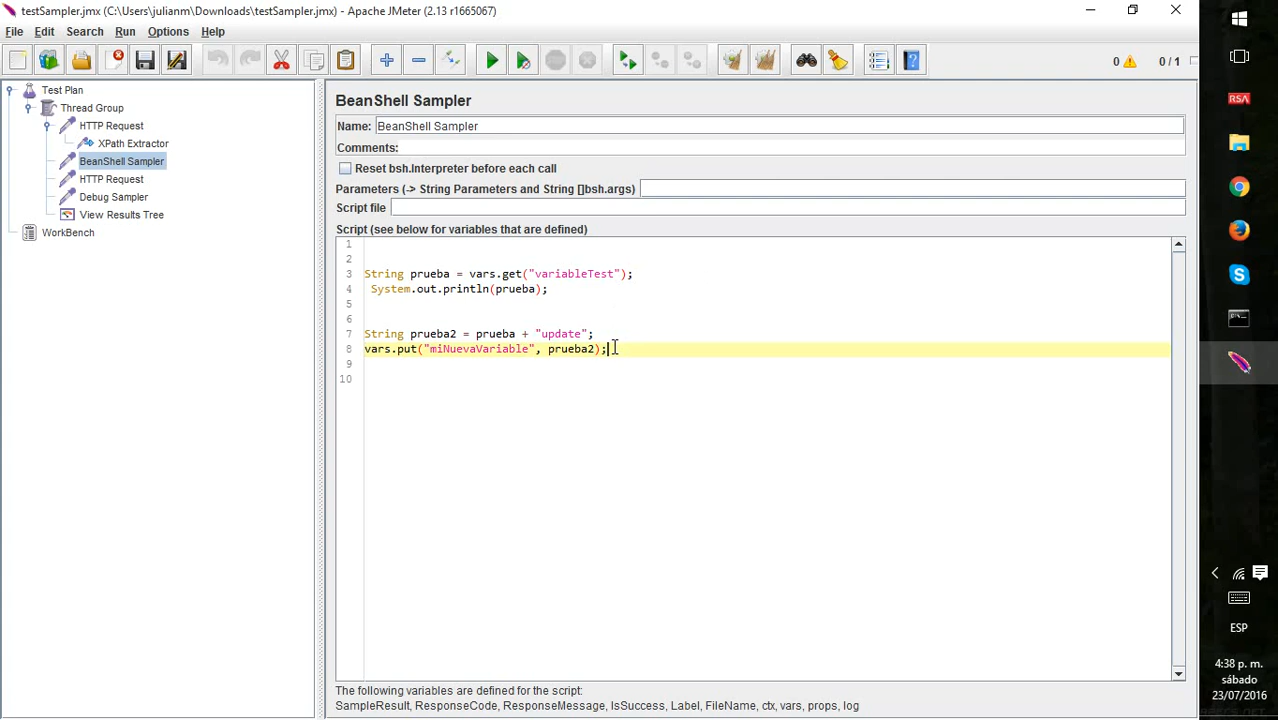 testSampler.jmx (C:\Users\julianm\Downloads\testSampler.jmx) - Apache JMeter (2.13 r1665067)
File Edit Search Run Options Help
0 0 / 1
Test Plan
Thread Group
HTTP Request
XPath Extractor
BeanShell Sampler
HTTP Request
Debug Sampler
View Results Tree
WorkBench
BeanShell Sampler
Name: BeanShell Sampler
Comments:
Reset bsh.Interpreter before each call
Parameters (-> String Parameters and String []bsh.args)
Script file
Script (see below for variables that are defined)
1
2
3 String prueba = vars.get("variableTest");
4 System.out.println(prueba);
5
6
7 String prueba2 = prueba + "update";
8 vars.put("miNuevaVariable", prueba2);
9
10
The following variables are defined for the script:
SampleResult, ResponseCode, ResponseMessage, IsSuccess, Label, FileName, ctx, vars, props, log
RSA
ESP
4:38 p. m.
sábado
23/07/2016